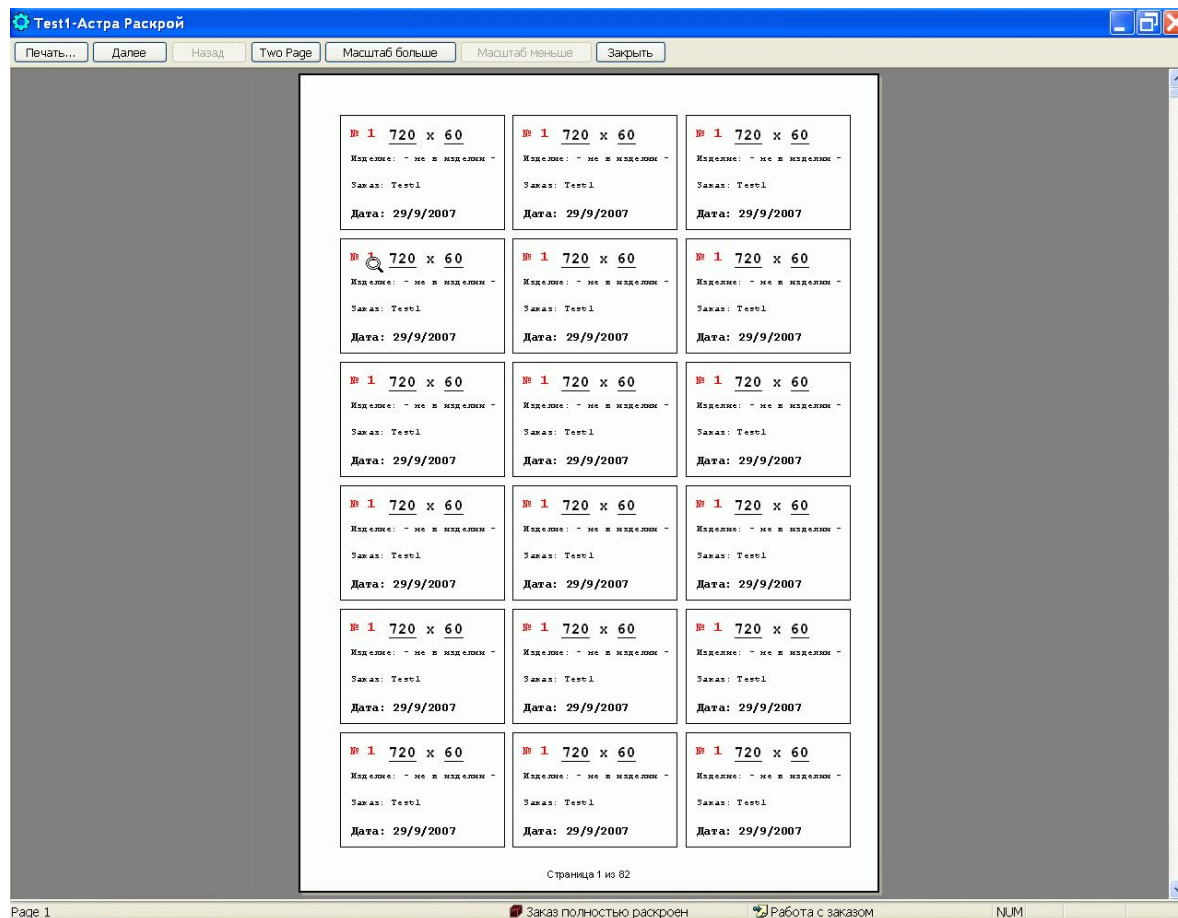 Test1-Астра Раскрой
Печать... Далее Назад Two Page Масштаб больше Масштаб меньше Закрыть
№ 1 720 x 60 № 1 720 x 60 № 1 720 x 60
Изделие: - не в изделии - Изделие: - не в изделии - Изделие: - не в изделии -
Заказ: Test1 Заказ: Test1 Заказ: Test1
Дата: 29/9/2007 Дата: 29/9/2007 Дата: 29/9/2007
№ 1 720 x 60 № 1 720 x 60 № 1 720 x 60
Изделие: - не в изделии - Изделие: - не в изделии - Изделие: - не в изделии -
Заказ: Test1 Заказ: Test1 Заказ: Test1
Дата: 29/9/2007 Дата: 29/9/2007 Дата: 29/9/2007
№ 1 720 x 60 № 1 720 x 60 № 1 720 x 60
Изделие: - не в изделии - Изделие: - не в изделии - Изделие: - не в изделии -
Заказ: Test1 Заказ: Test1 Заказ: Test1
Дата: 29/9/2007 Дата: 29/9/2007 Дата: 29/9/2007
№ 1 720 x 60 № 1 720 x 60 № 1 720 x 60
Изделие: - не в изделии - Изделие: - не в изделии - Изделие: - не в изделии -
Заказ: Test1 Заказ: Test1 Заказ: Test1
Дата: 29/9/2007 Дата: 29/9/2007 Дата: 29/9/2007
№ 1 720 x 60 № 1 720 x 60 № 1 720 x 60
Изделие: - не в изделии - Изделие: - не в изделии - Изделие: - не в изделии -
Заказ: Test1 Заказ: Test1 Заказ: Test1
Дата: 29/9/2007 Дата: 29/9/2007 Дата: 29/9/2007
№ 1 720 x 60 № 1 720 x 60 № 1 720 x 60
Изделие: - не в изделии - Изделие: - не в изделии - Изделие: - не в изделии -
Заказ: Test1 Заказ: Test1 Заказ: Test1
Дата: 29/9/2007 Дата: 29/9/2007 Дата: 29/9/2007
Страница 1 из 82
Page 1 Заказ полностью раскроен Работа с заказом NUM